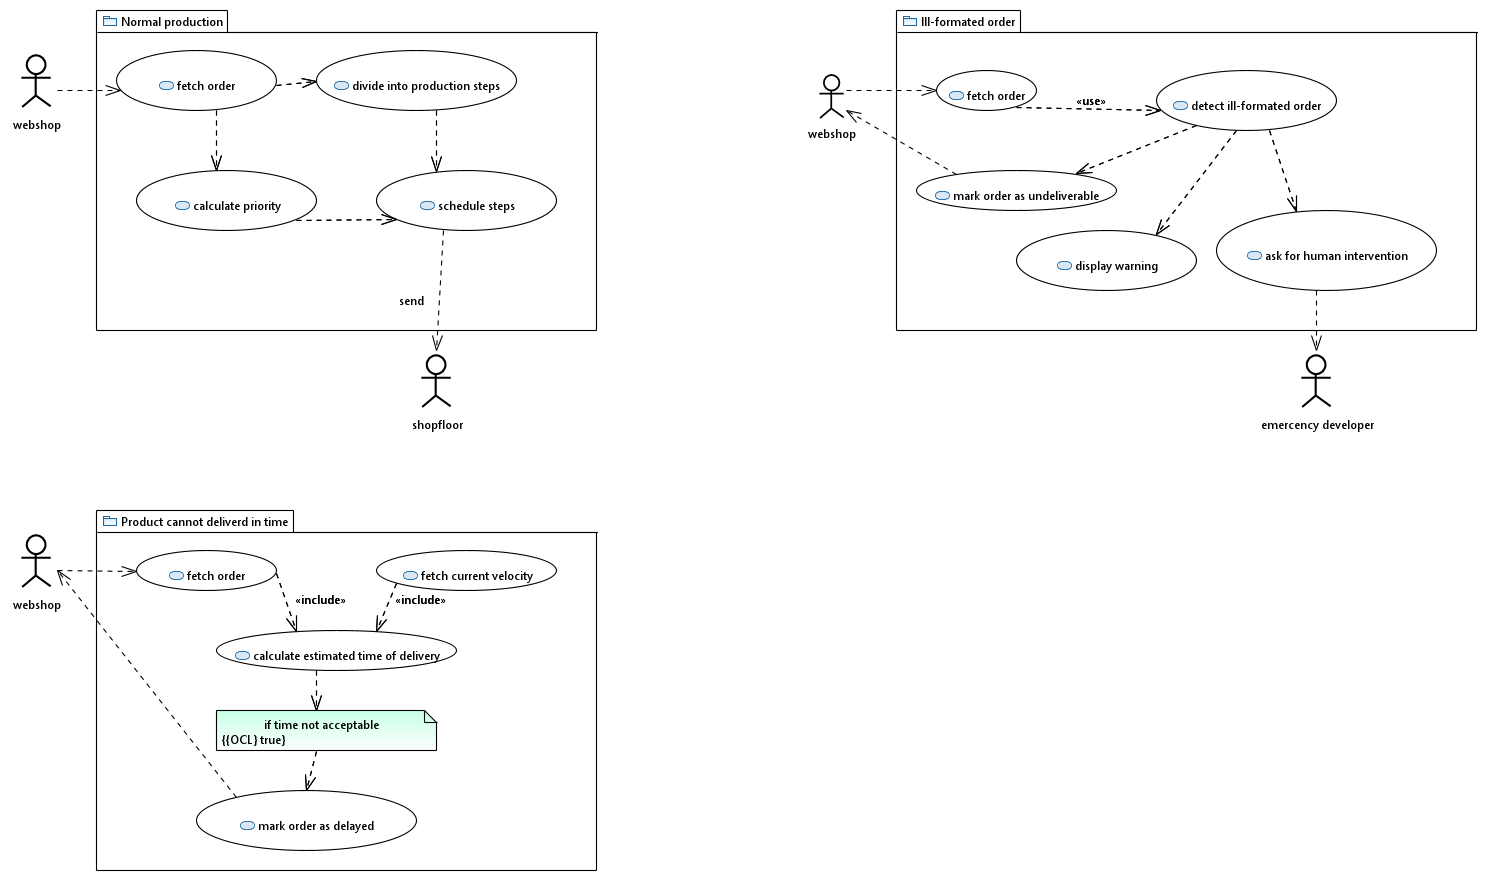 Normal production
webshop
fetch order
divide into production steps
calculate priority
schedule steps
send
shopfloor
Ill-formated order
webshop
fetch order
«use»
detect ill-formated order
mark order as undeliverable
display warning
ask for human intervention
emercency developer
Product cannot deliverd in time
webshop
fetch order
fetch current velocity
«include»
«include»
calculate estimated time of delivery
if time not acceptable
{{OCL} true}
mark order as delayed